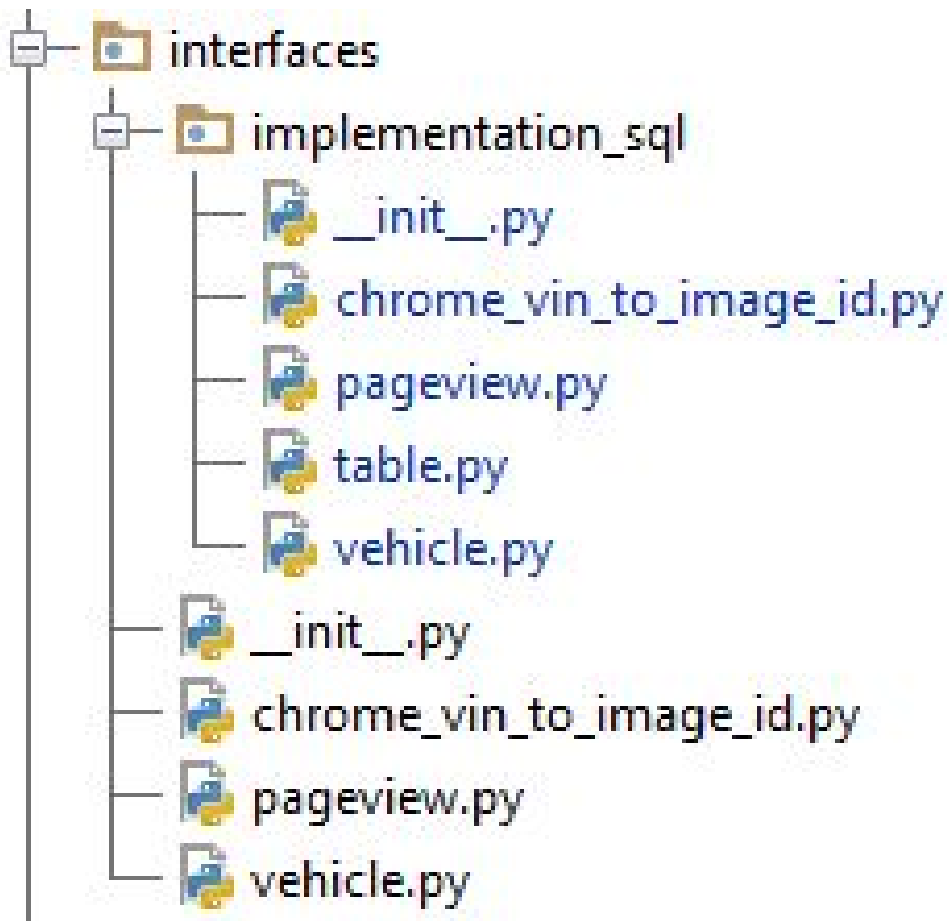 interfaces
implementation_sql
__init__.py
chrome_vin_to_image_id.py
pageview.py
table.py
vehicle.py
__init__.py
chrome_vin_to_image_id.py
pageview.py
vehicle.py